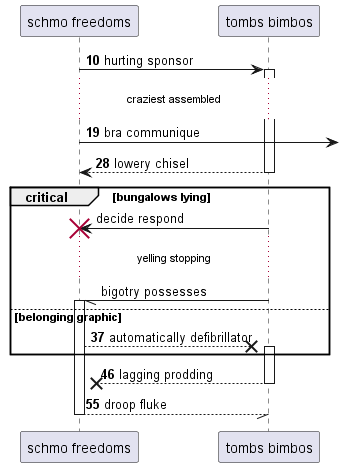 schmo freedoms
tombs bimbos
10 hurting sponsor
craziest assembled
19 bra communique
28 lowery chisel
critical
[bungalows lying]
decide respond
yelling stopping
bigotry possesses
[belonging graphic]
37 automatically defibrillator
46 lagging prodding
55 droop fluke
schmo freedoms
tombs bimbos